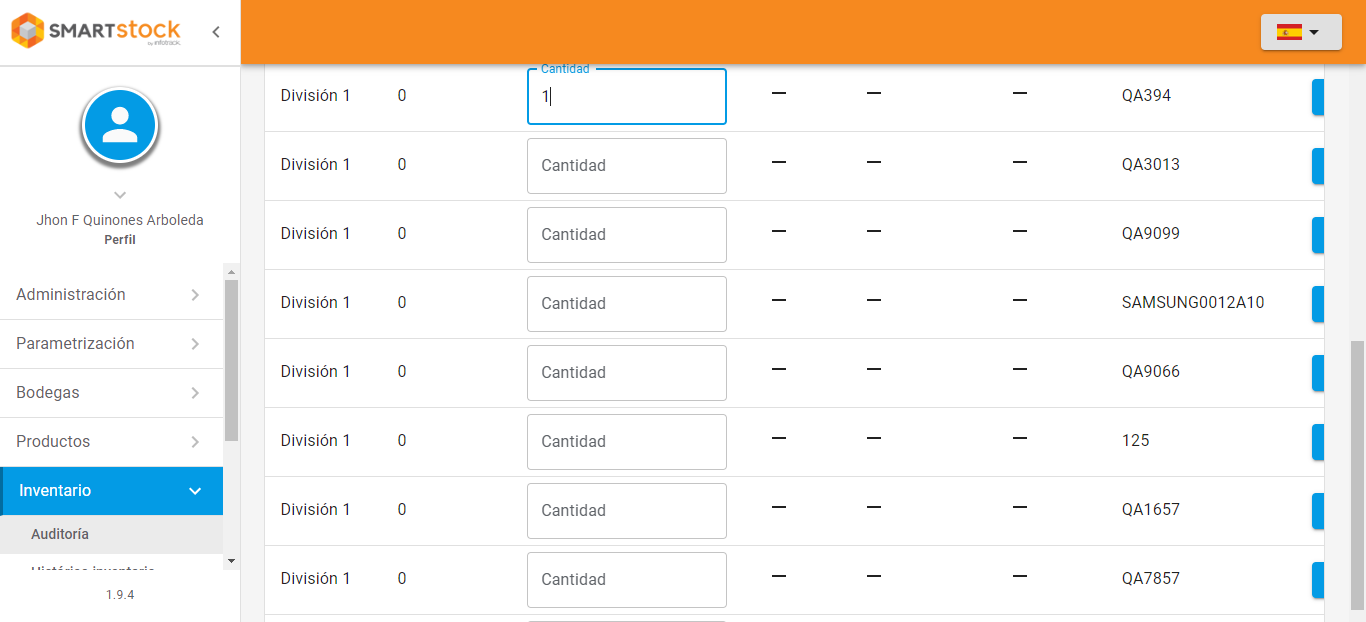 SMARTSTOCK
by infotrack.
Jhon F Quinones Arboleda
Perfil
Administración
Parametrización
Bodegas
Productos
Inventario
Auditoría
Histórico inventario
1.9.4
Cantidad
División 1 0 1 — — — QA394
División 1 0 Cantidad — — — QA3013
División 1 0 Cantidad — — — QA9099
División 1 0 Cantidad — — — SAMSUNG0012A10
División 1 0 Cantidad — — — QA9066
División 1 0 Cantidad — — — 125
División 1 0 Cantidad — — — QA1657
División 1 0 Cantidad — — — QA7857